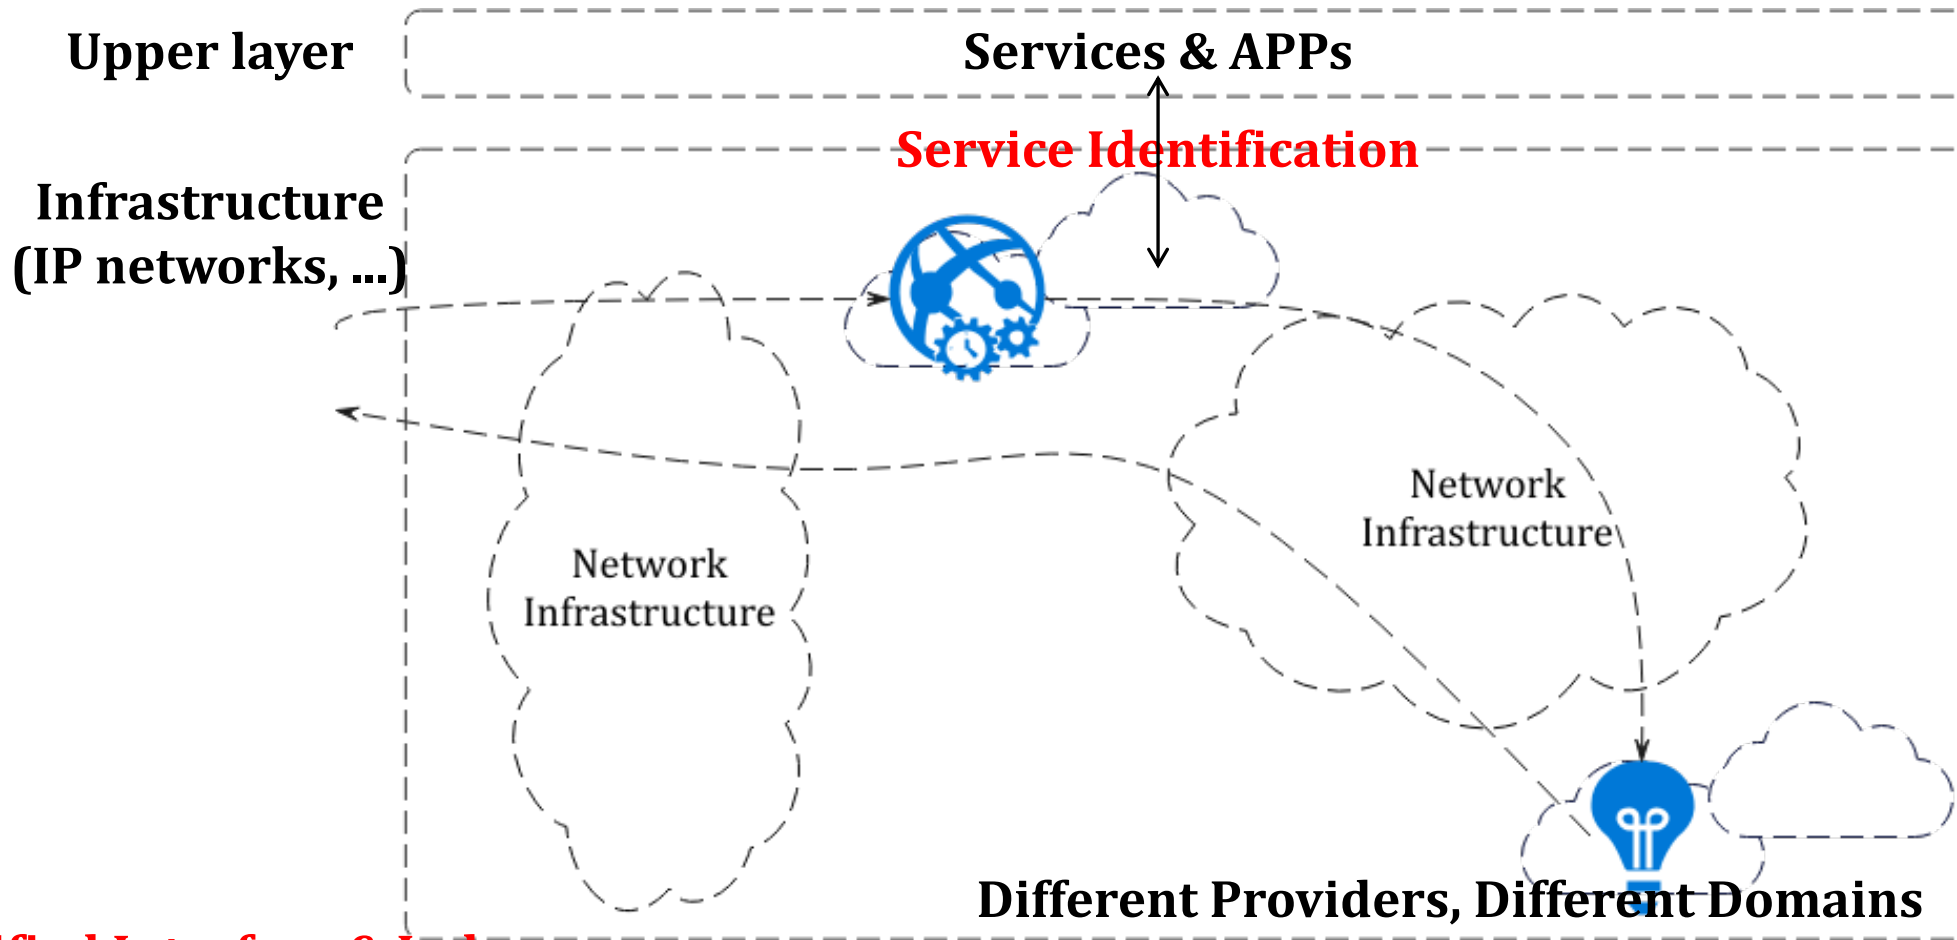 Upper layer
Services & APPs
Service Identification
Infrastructure
(IP networks, ...)
Network
Infrastructure
Network
Infrastructure
Different Providers, Different Domains